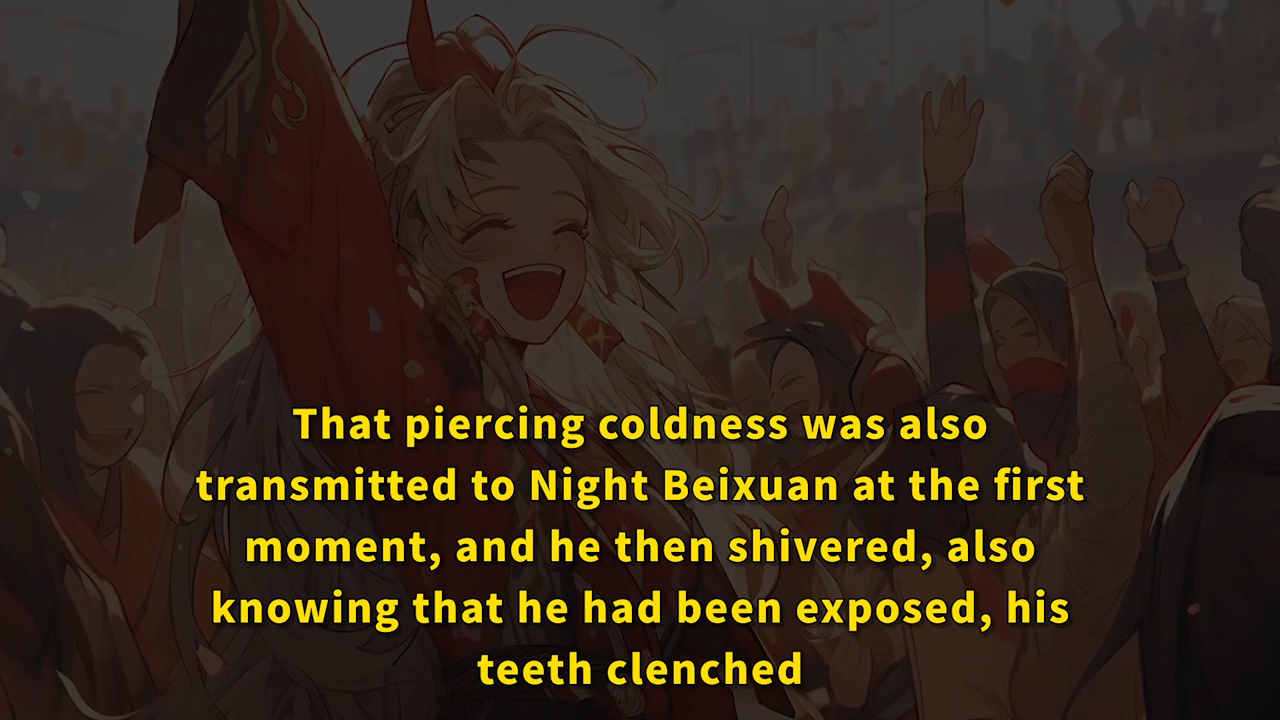 That piercing coldness was also
transmitted to Night Beixuan at the first
moment, and he then shivered, also
knowing that he had been exposed, his
teeth clenched